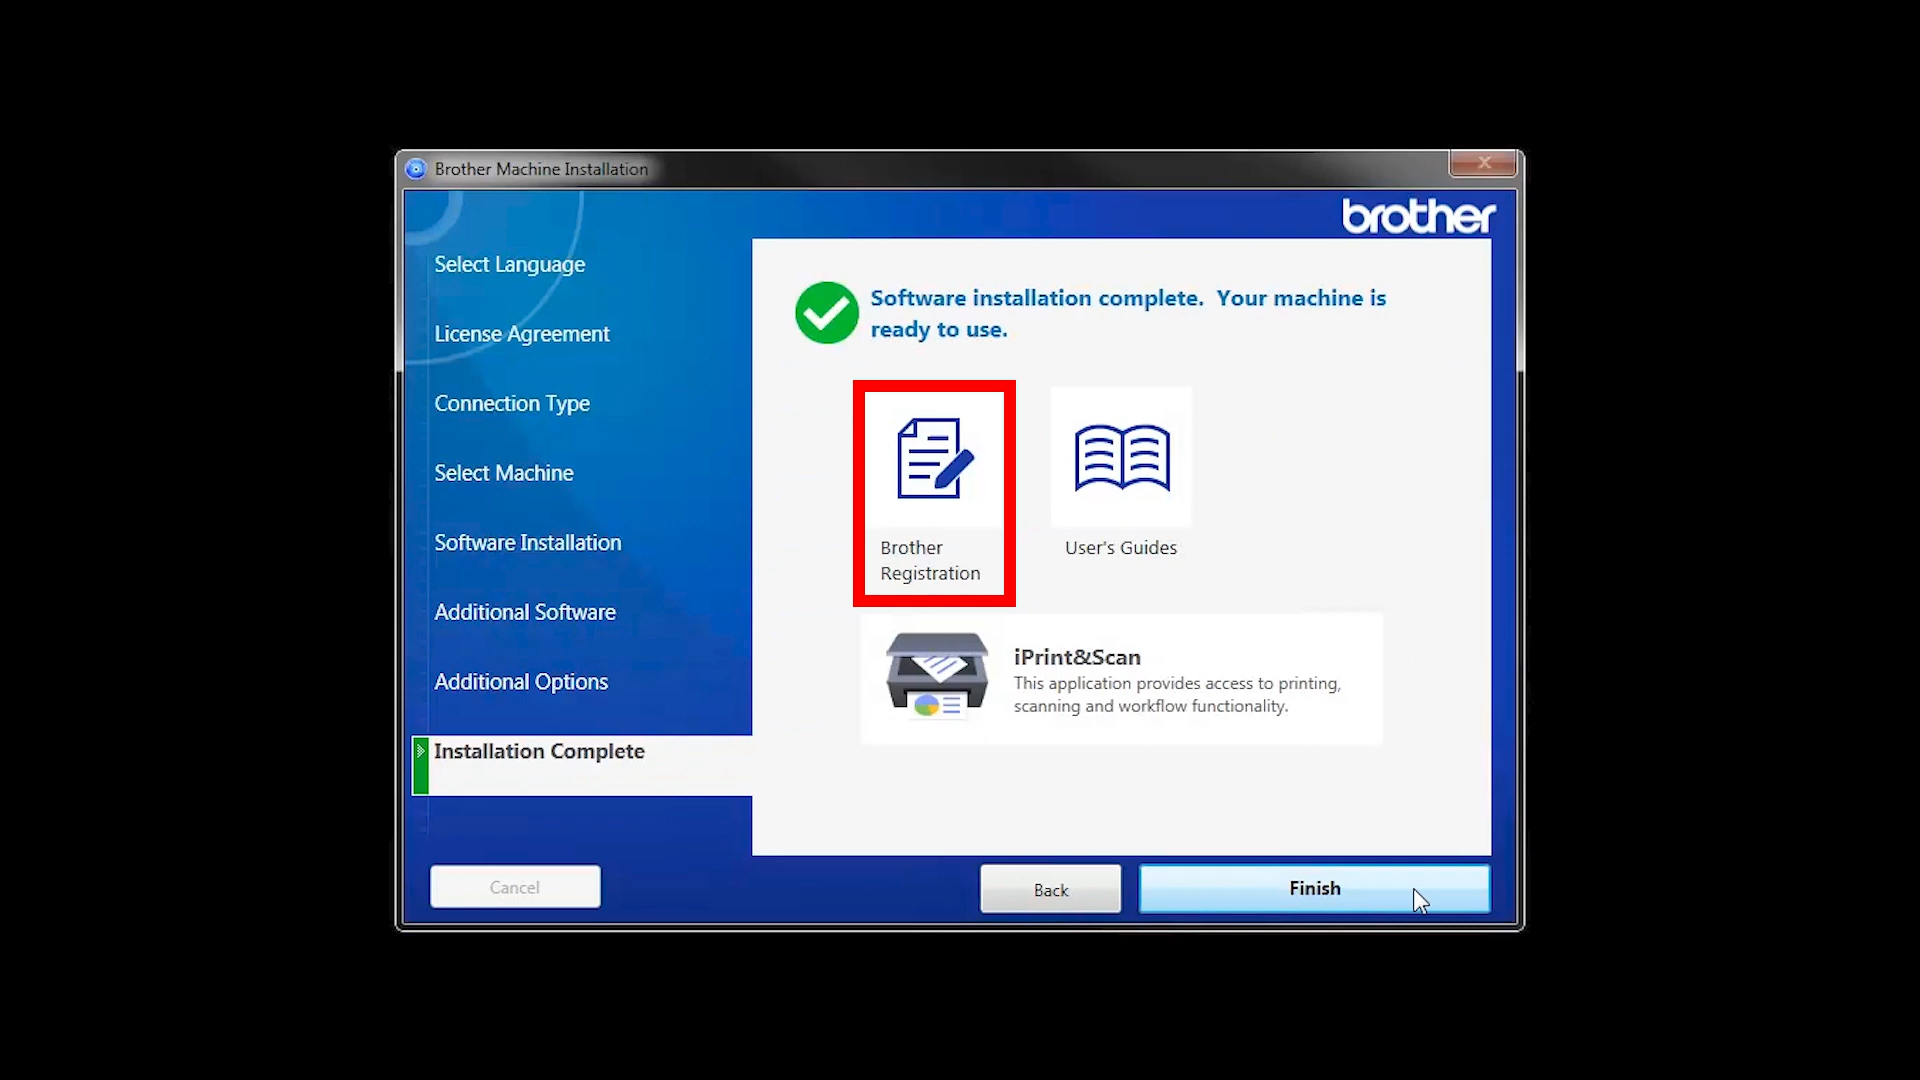 Brother Machine Installation
brother
Select Language
License Agreement
Connection Type
Select Machine
Software Installation
Additional Software
Additional Options
Installation Complete
Software installation complete.  Your machine is
ready to use.
Brother
Registration
User's Guides
iPrint&Scan
This application provides access to printing,
scanning and workflow functionality.
Cancel
Back
Finish